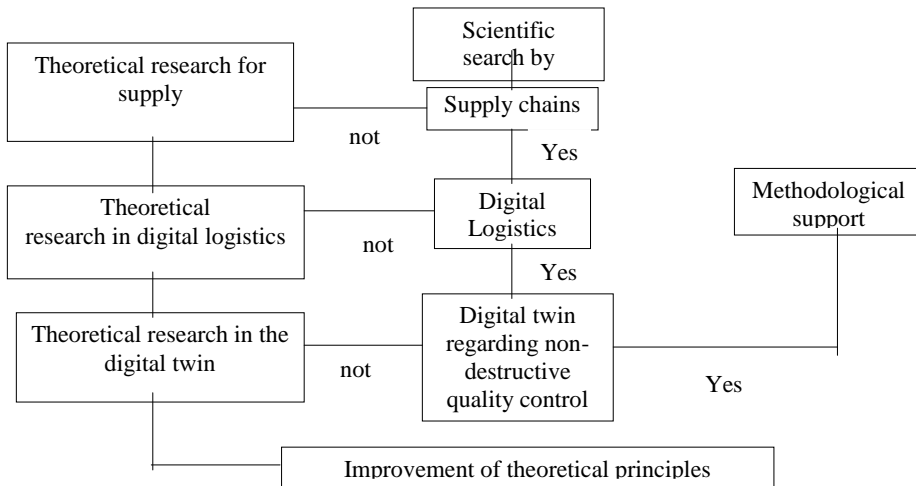 Scientific
search by
Theoretical research for
supply
Supply chains
not
Yes
Theoretical
research in digital logistics
Digital
Logistics
Methodological
support
not
Yes
Theoretical research in the
digital twin
Digital twin
regarding non-
destructive
quality control
not
Yes
Improvement of theoretical principles